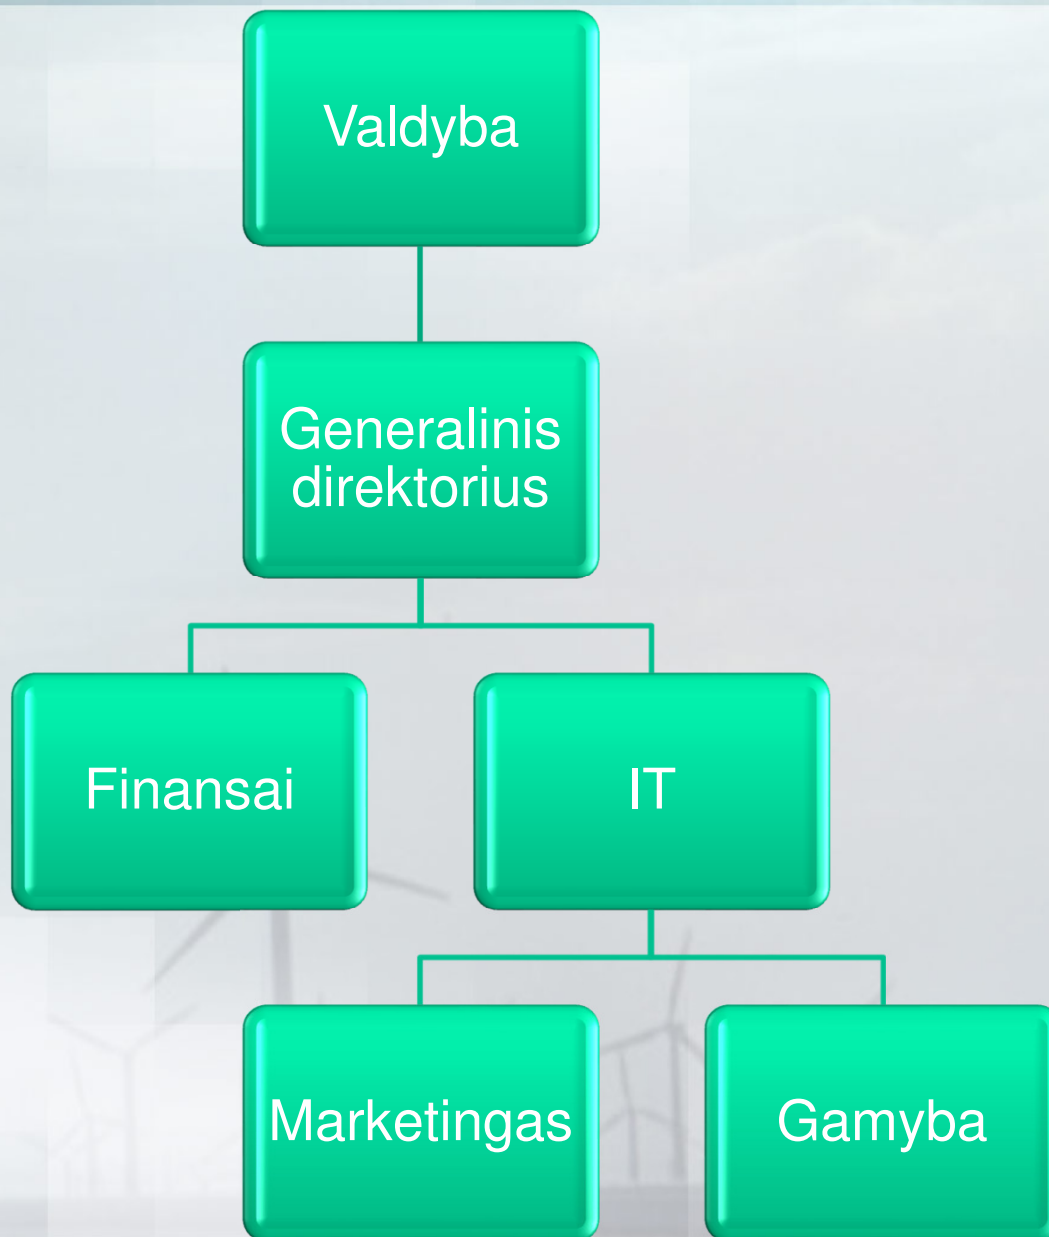 Valdyba
Generalinis
direktorius
Finansai
IT
Marketingas
Gamyba